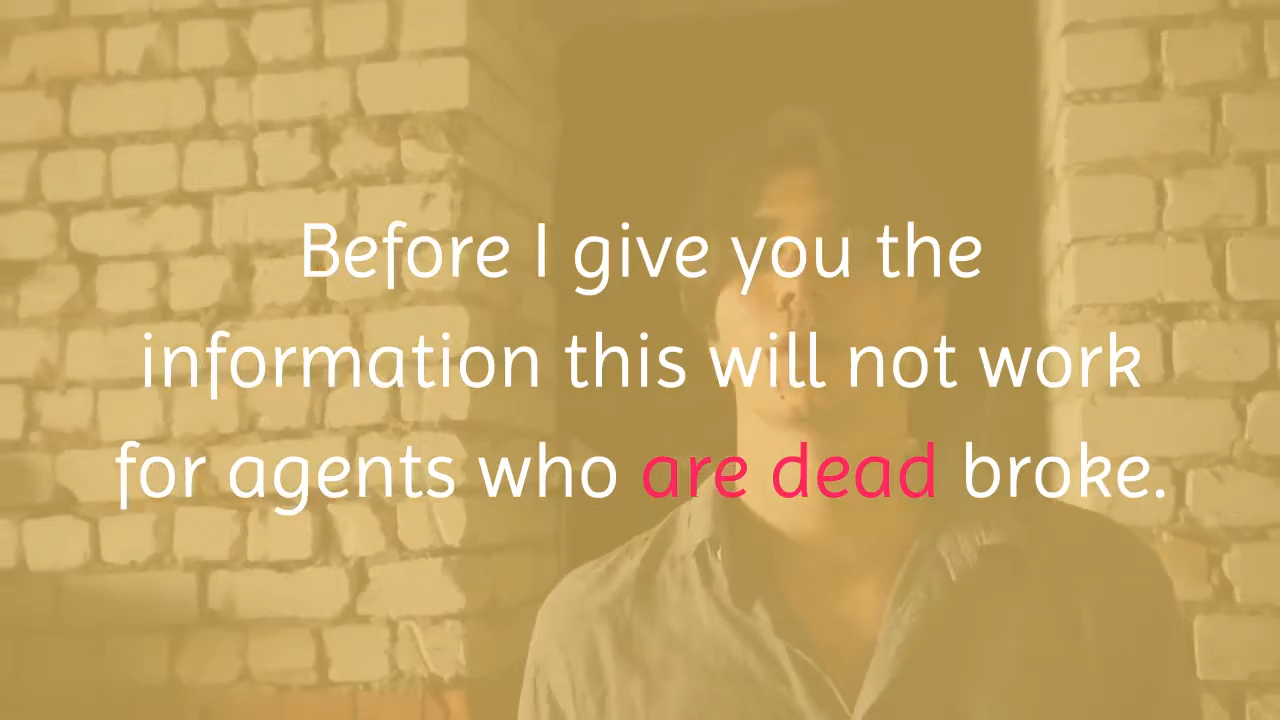 Before I give you the
information this will not work
for agents who are dead broke.